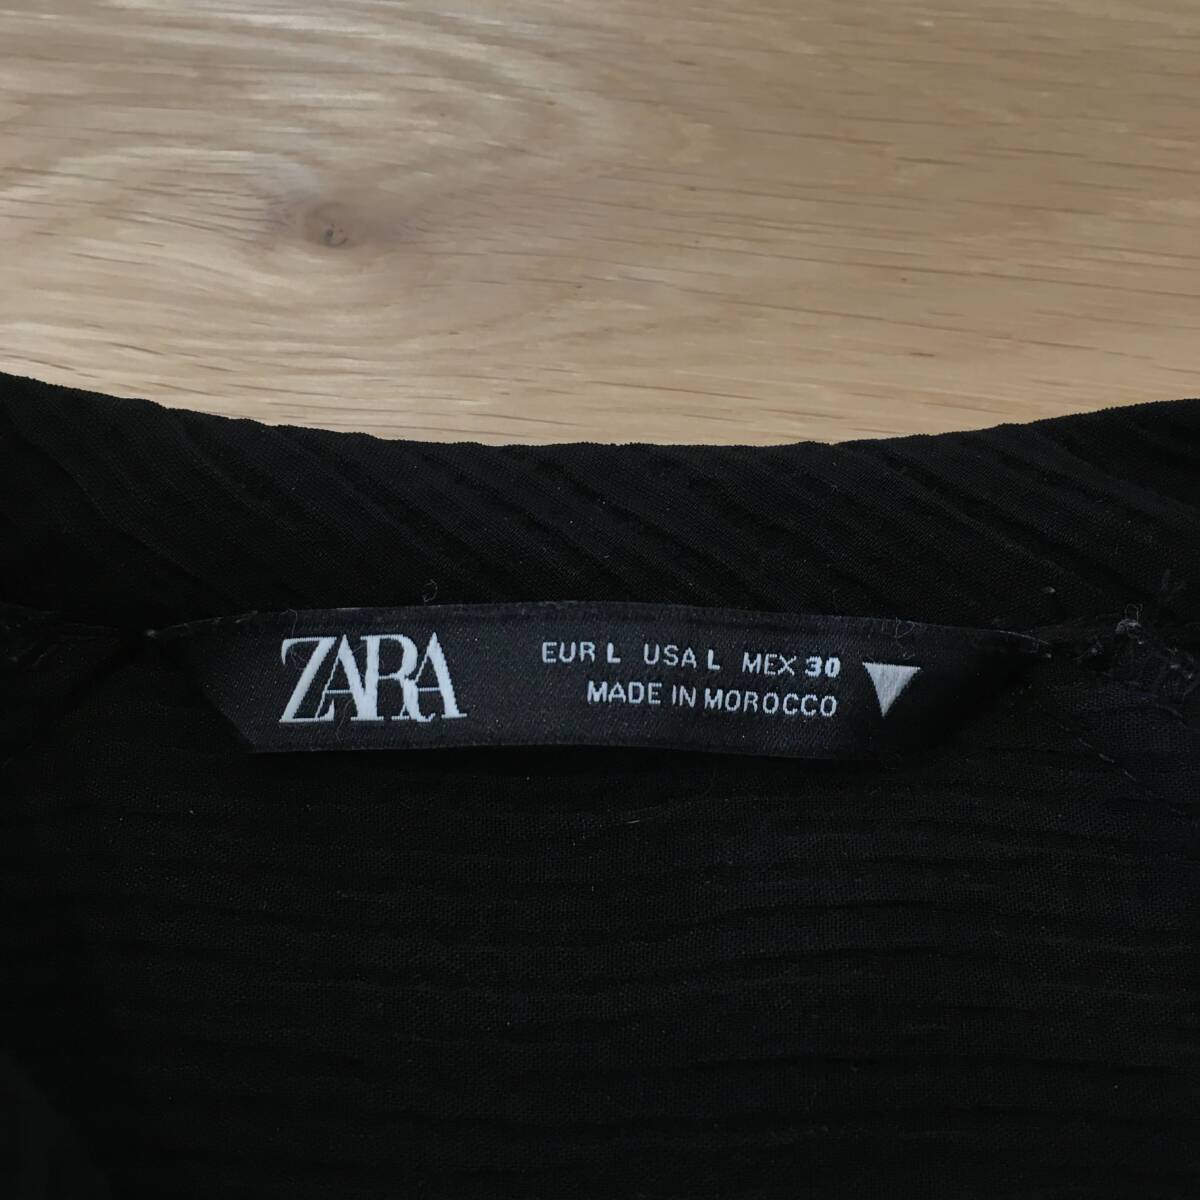 ZARA
EUR L USA L MEX 30
MADE IN MOROCCO